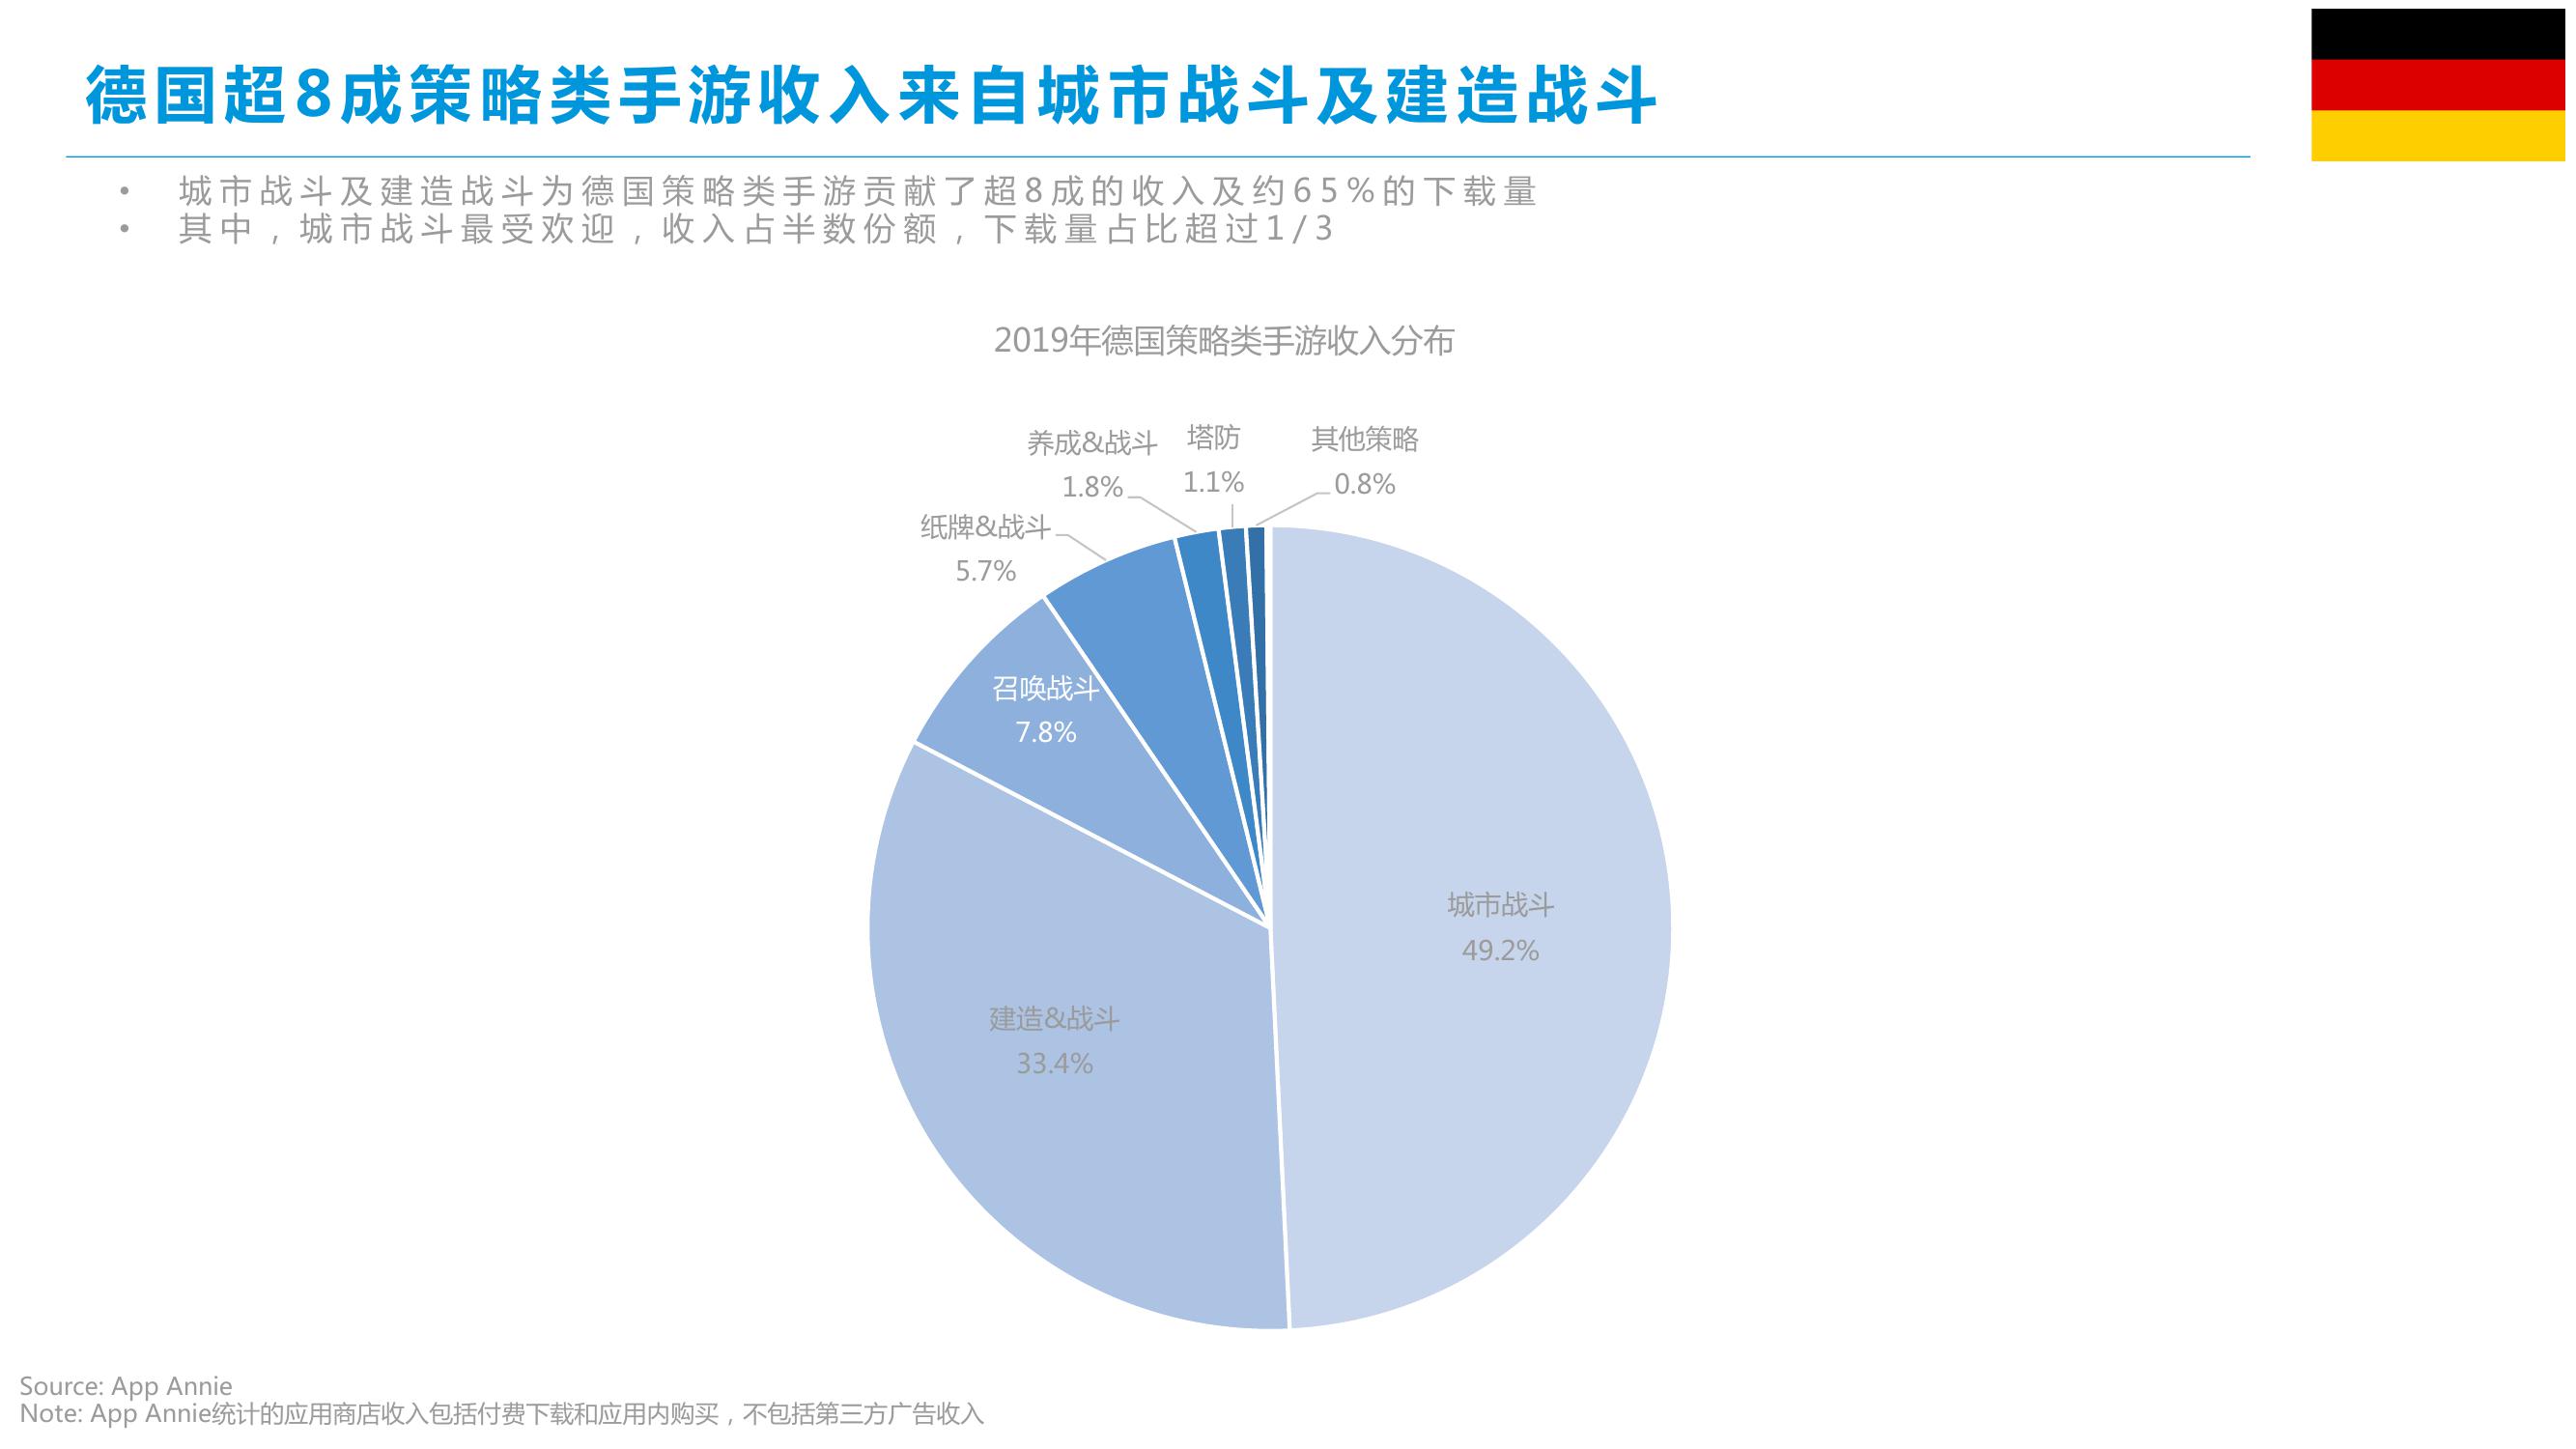 德国超8成策略类手游收入来自城市战斗及建造战斗
• 城市战斗及建造战斗为德国策略类手游贡献了超8成的收入及约65%的下载量
• 其中，城市战斗最受欢迎，收入占半数份额，下载量占比超过1/3
2019年德国策略类手游收入分布
养成&战斗
1.8%
塔防
1.1%
其他策略
0.8%
纸牌&战斗
5.7%
召唤战斗
7.8%
城市战斗
49.2%
建造&战斗
33.4%
Source: App Annie
Note: App Annie统计的应用商店收入包括付费下载和应用内购买，不包括第三方广告收入